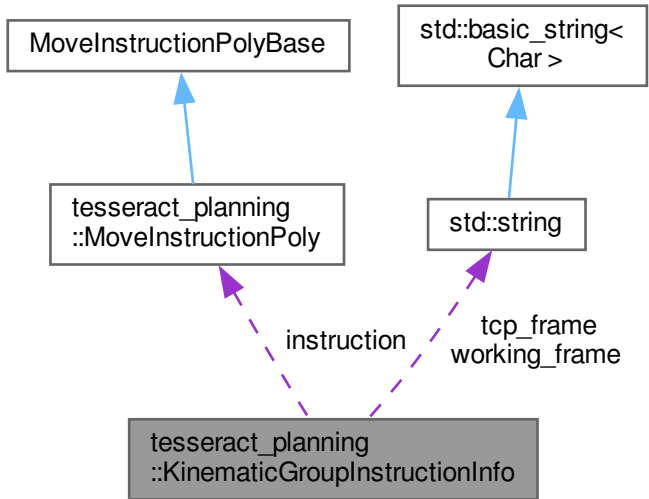 MoveInstructionPolyBase
std::basic_string<
Char >
tesseract_planning
::MoveInstructionPoly
std::string
instruction
tcp_frame
working_frame
tesseract_planning
::KinematicGroupInstructionInfo